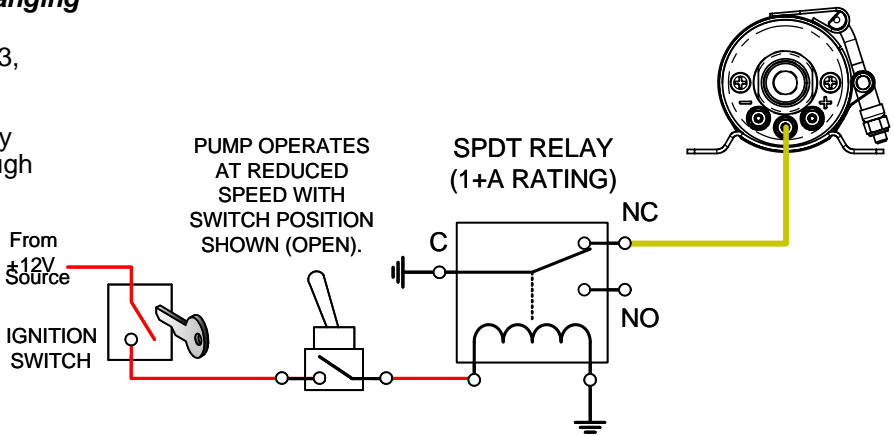 anging
3,
y
ugh
PUMP OPERATES
AT REDUCED
SPEED WITH
SWITCH POSITION
SHOWN (OPEN).
SPDT RELAY
(1+A RATING)
NC
C
NO
From
+12V
Source
IGNITION
SWITCH
- +